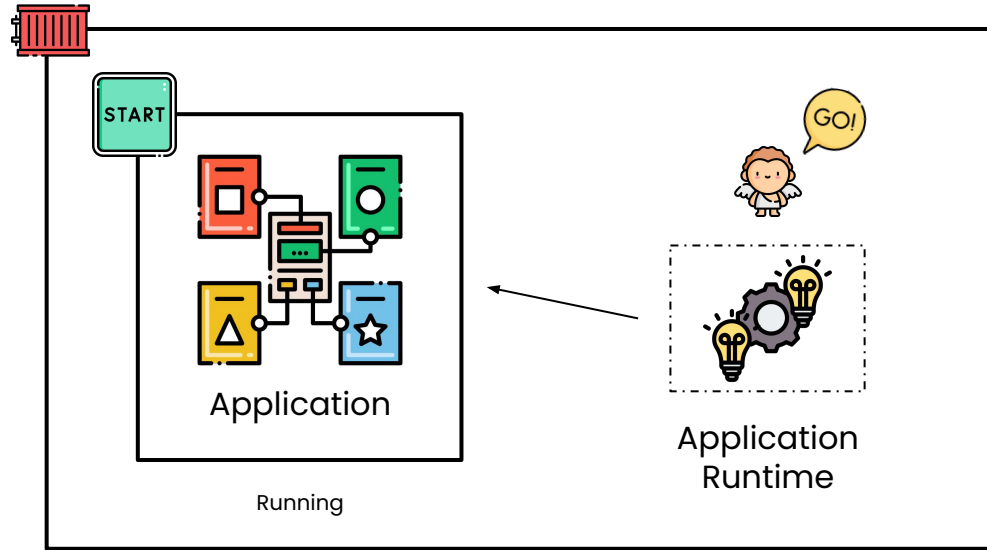 START
GO!
Application
Application
Runtime
Running